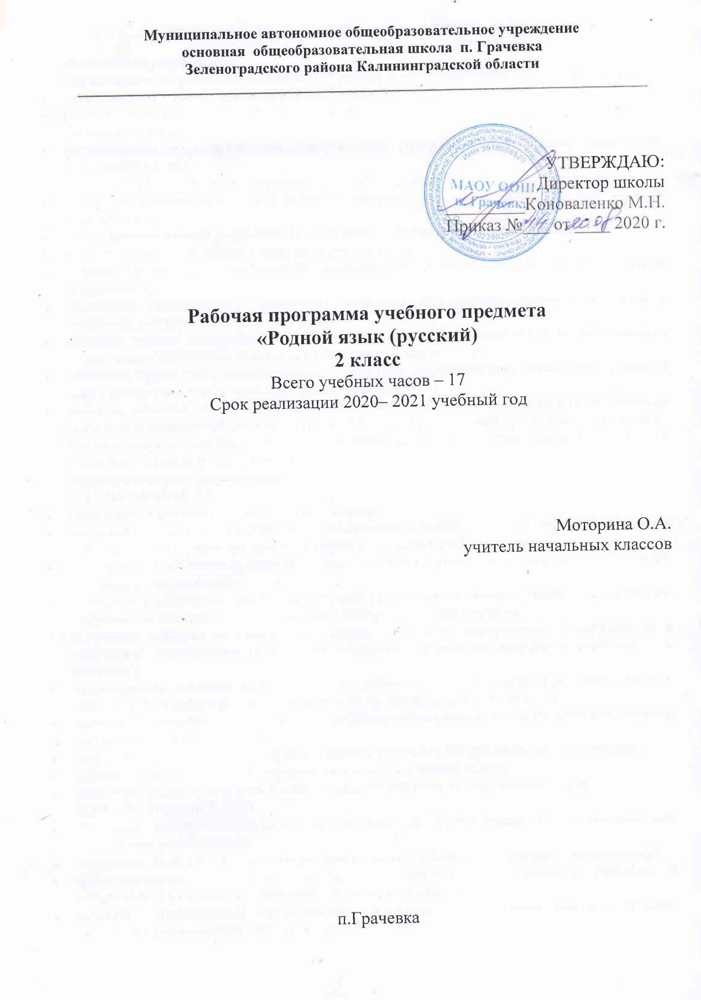 Муниципальное автономное общеобразовательное учреждение
основная общеобразовательная школа п. Грачевка
Зеленоградского района Калининградской области
УТВЕРЖДАЮ:
Директор школы
Коноваленко М.Н.
Приказ № от 20.08 2020 г.
ИНН 3918008520
МАОУ ООШ
п. Грачевка
Рабочая программа учебного предмета
«Родной язык (русский)
2 класс
Всего учебных часов – 17
Срок реализации 2020– 2021 учебный год
Моторина О.А.
учитель начальных классов
п.Грачевка